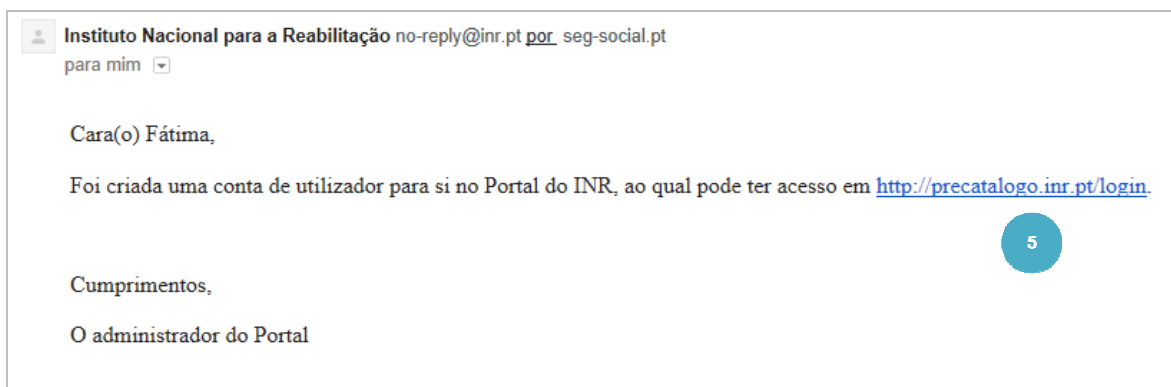 Instituto Nacional para a Reabilitação no-reply@inr.pt por seg-social.pt
para mim
Cara(o) Fátima,
Foi criada uma conta de utilizador para si no Portal do INR, ao qual pode ter acesso em http://precatalogo.inr.pt/login.
5
Cumprimentos,
O administrador do Portal